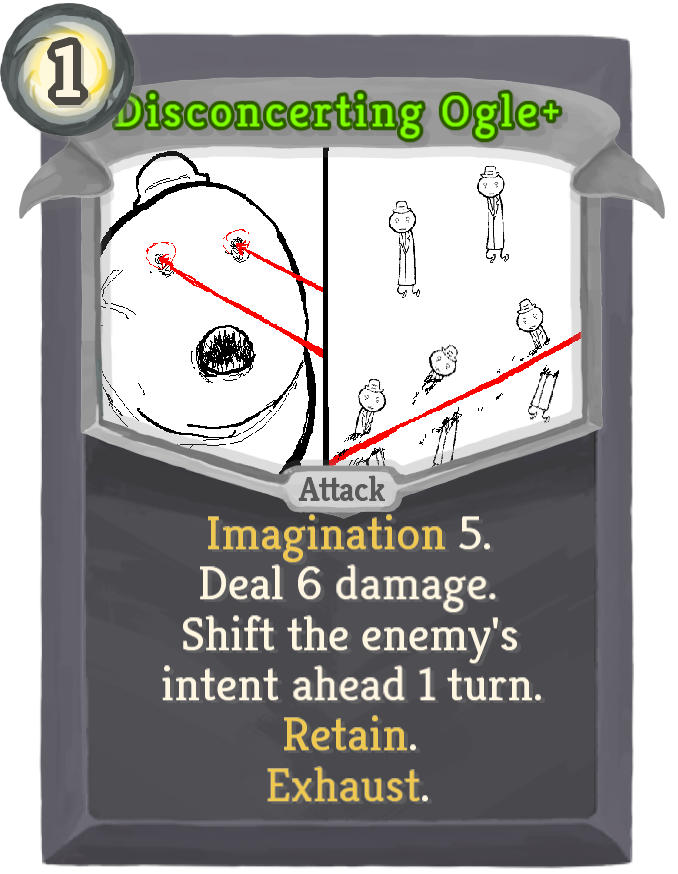 1
Disconcerting Ogle+
Attack
Imagination 5.
Deal 6 damage.
Shift the enemy's
intent ahead 1 turn.
Retain.
Exhaust.